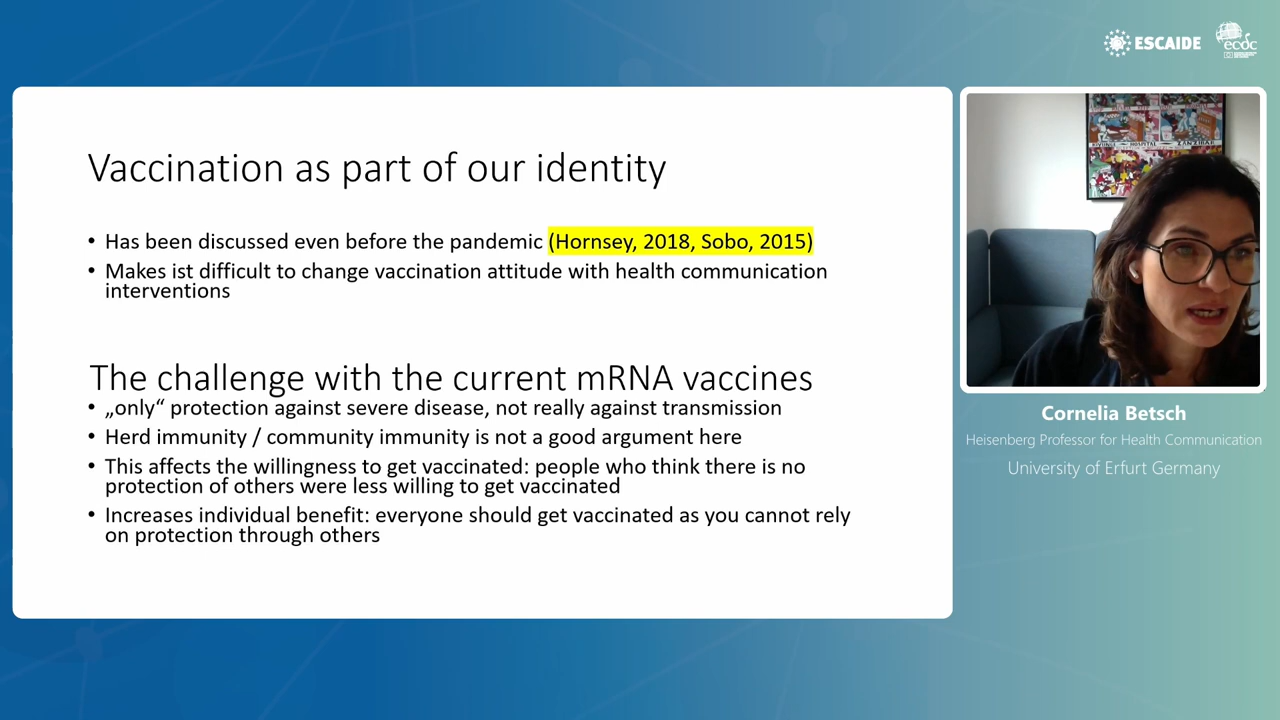 ESCAIDE
ecdc
Vaccination as part of our identity
• Has been discussed even before the pandemic (Hornsey, 2018, Sobo, 2015)
• Makes ist difficult to change vaccination attitude with health communication
interventions
The challenge with the current mRNA vaccines
• „only“ protection against severe disease, not really against transmission
• Herd immunity / community immunity is not a good argument here
• This affects the willingness to get vaccinated: people who think there is no
protection of others were less willing to get vaccinated
• Increases individual benefit: everyone should get vaccinated as you cannot rely
on protection through others
Cornelia Betsch
Heisenberg Professor for Health Communication
University of Erfurt Germany